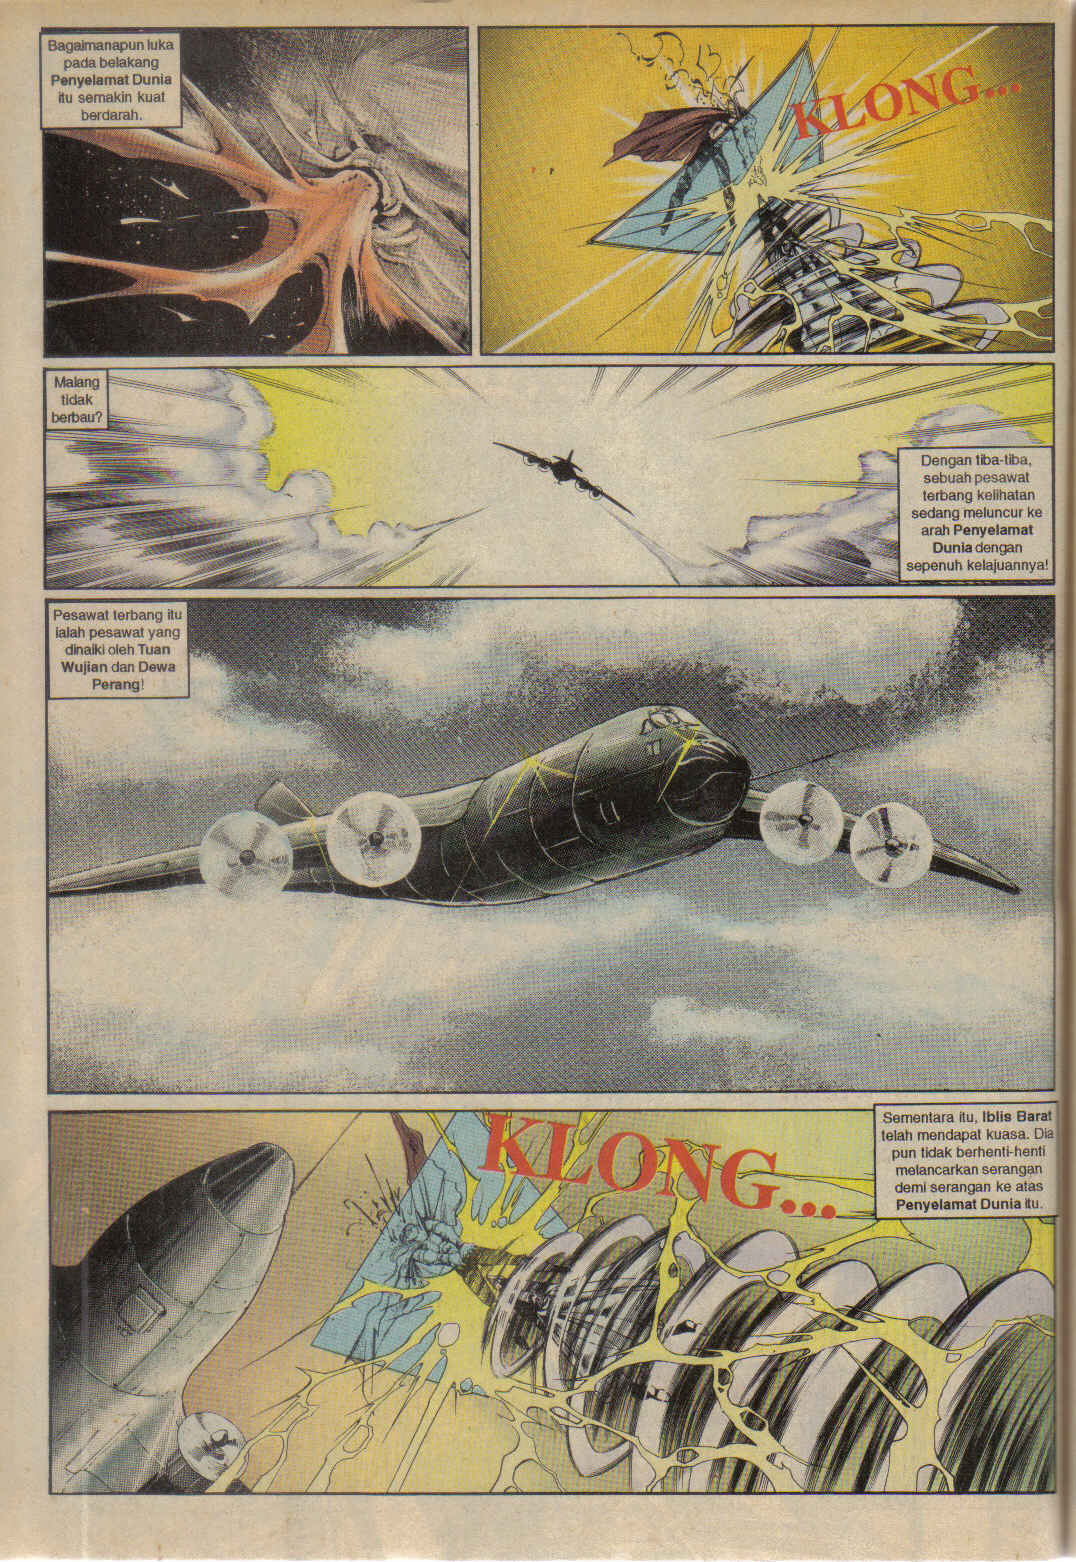 Bagaimanapun luka
pada belakang
Penyelamat Dunia
itu semakin kuat
berdarah.
KLONG...
Malang
tidak
berbau?
Dengan tiba-tiba,
sebuah pesawat
terbang kelihatan
sedang meluncur ke
arah Penyelamat
Dunia dengan
sepenuh kelajuannya!
Pesawat terbang itu
ialah pesawat yang
dinaiki oleh Tuan
Wujian dan Dewa
Perang!
KLONG...
Sementara itu, Iblis Barat
telah mendapat kuasa. Dia
pun tidak berhenti-henti
melancarkan serangan
demi serangan ke atas
Penyelamat Dunia itu.